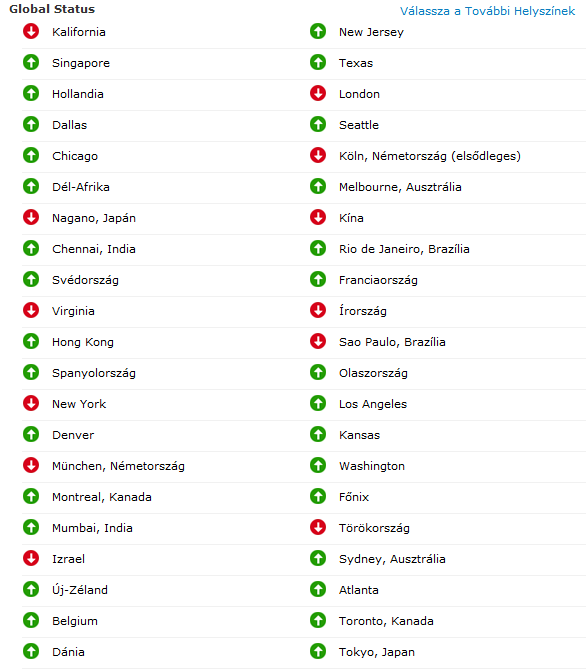 Global Status
Válassza a További Helyszínek
Kalifornia
New Jersey
Singapore
Texas
Hollandia
London
Dallas
Seattle
Chicago
Köln, Németország (elsődleges)
Dél-Afrika
Melbourne, Ausztrália
Nagano, Japán
Kína
Chennai, India
Rio de Janeiro, Brazília
Svédország
Franciaország
Virginia
Írország
Hong Kong
Sao Paulo, Brazília
Spanyolország
Olaszország
New York
Los Angeles
Denver
Kansas
München, Németország
Washington
Montreal, Kanada
Főnix
Mumbai, India
Törökország
Izrael
Sydney, Ausztrália
Új-Zéland
Atlanta
Belgium
Toronto, Kanada
Dánia
Tokyo, Japan